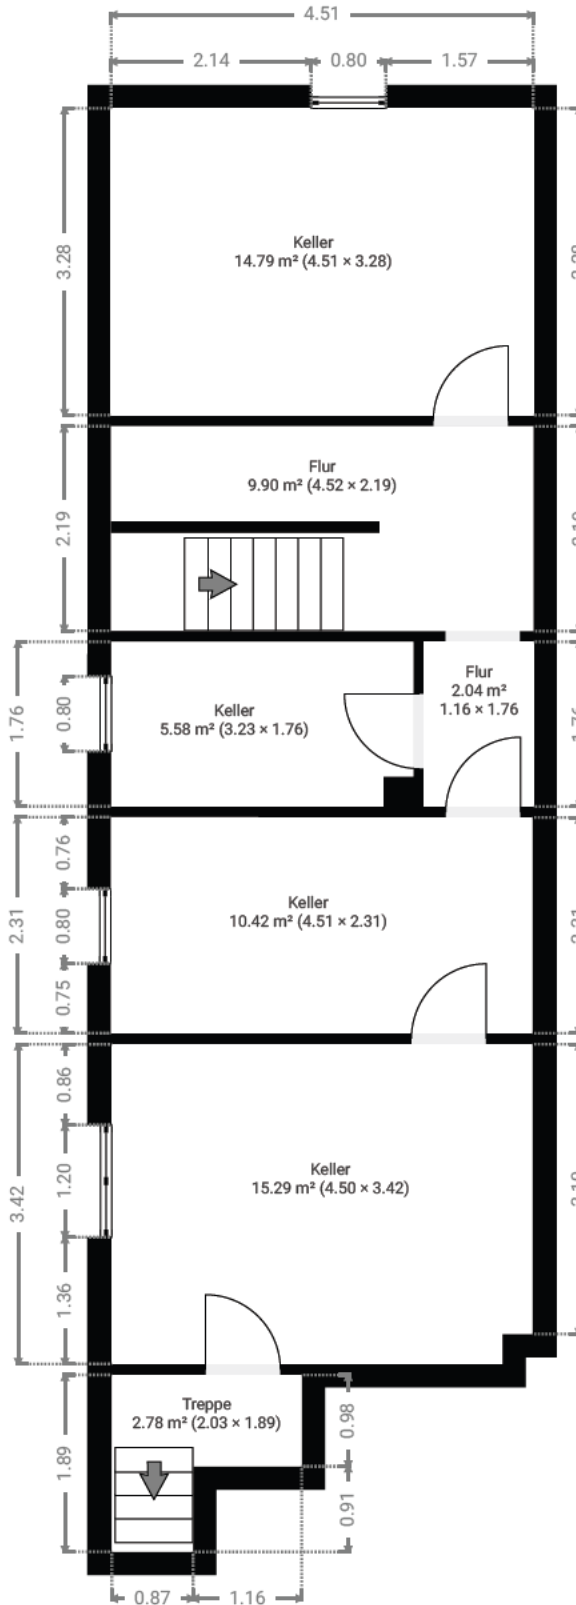 4.51
2.14
0.80
1.57
3.28
Keller
14.79 m² (4.51 × 3.28)
2.19
Flur
9.90 m² (4.52 × 2.19)
1.76
0.80
Keller
5.58 m² (3.23 × 1.76)
Flur
2.04 m²
1.16 × 1.76
2.31
0.76
0.80
0.75
Keller
10.42 m² (4.51 × 2.31)
3.42
0.86
1.20
1.36
Keller
15.29 m² (4.50 × 3.42)
1.89
Treppe
2.78 m² (2.03 × 1.89)
0.98
0.91
0.87
1.16